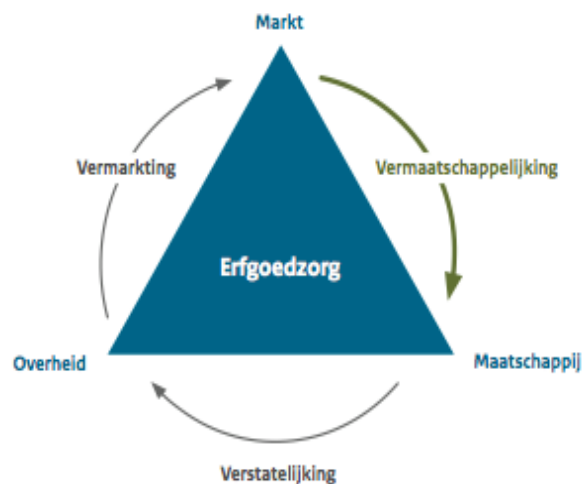 Markt
Vermarkting
Vermaatschappelijking
Erfgoedzorg
Overheid
Maatschappij
Verstatelijking